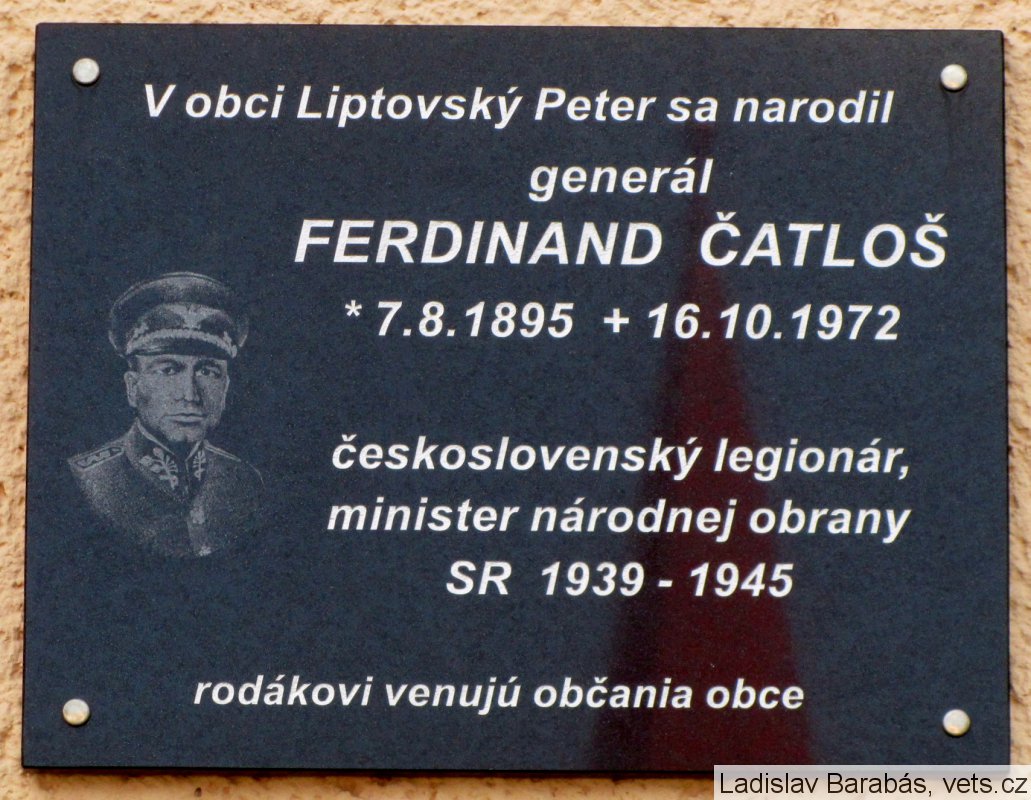 V obci Liptovský Peter sa narodil
generál
FERDINAND ČATLOŠ
* 7.8.1895 + 16.10.1972
československý legionár,
minister národnej obrany
SR 1939 - 1945
rodákovi venujú občania obce
Ladislav Barabás, vets.cz